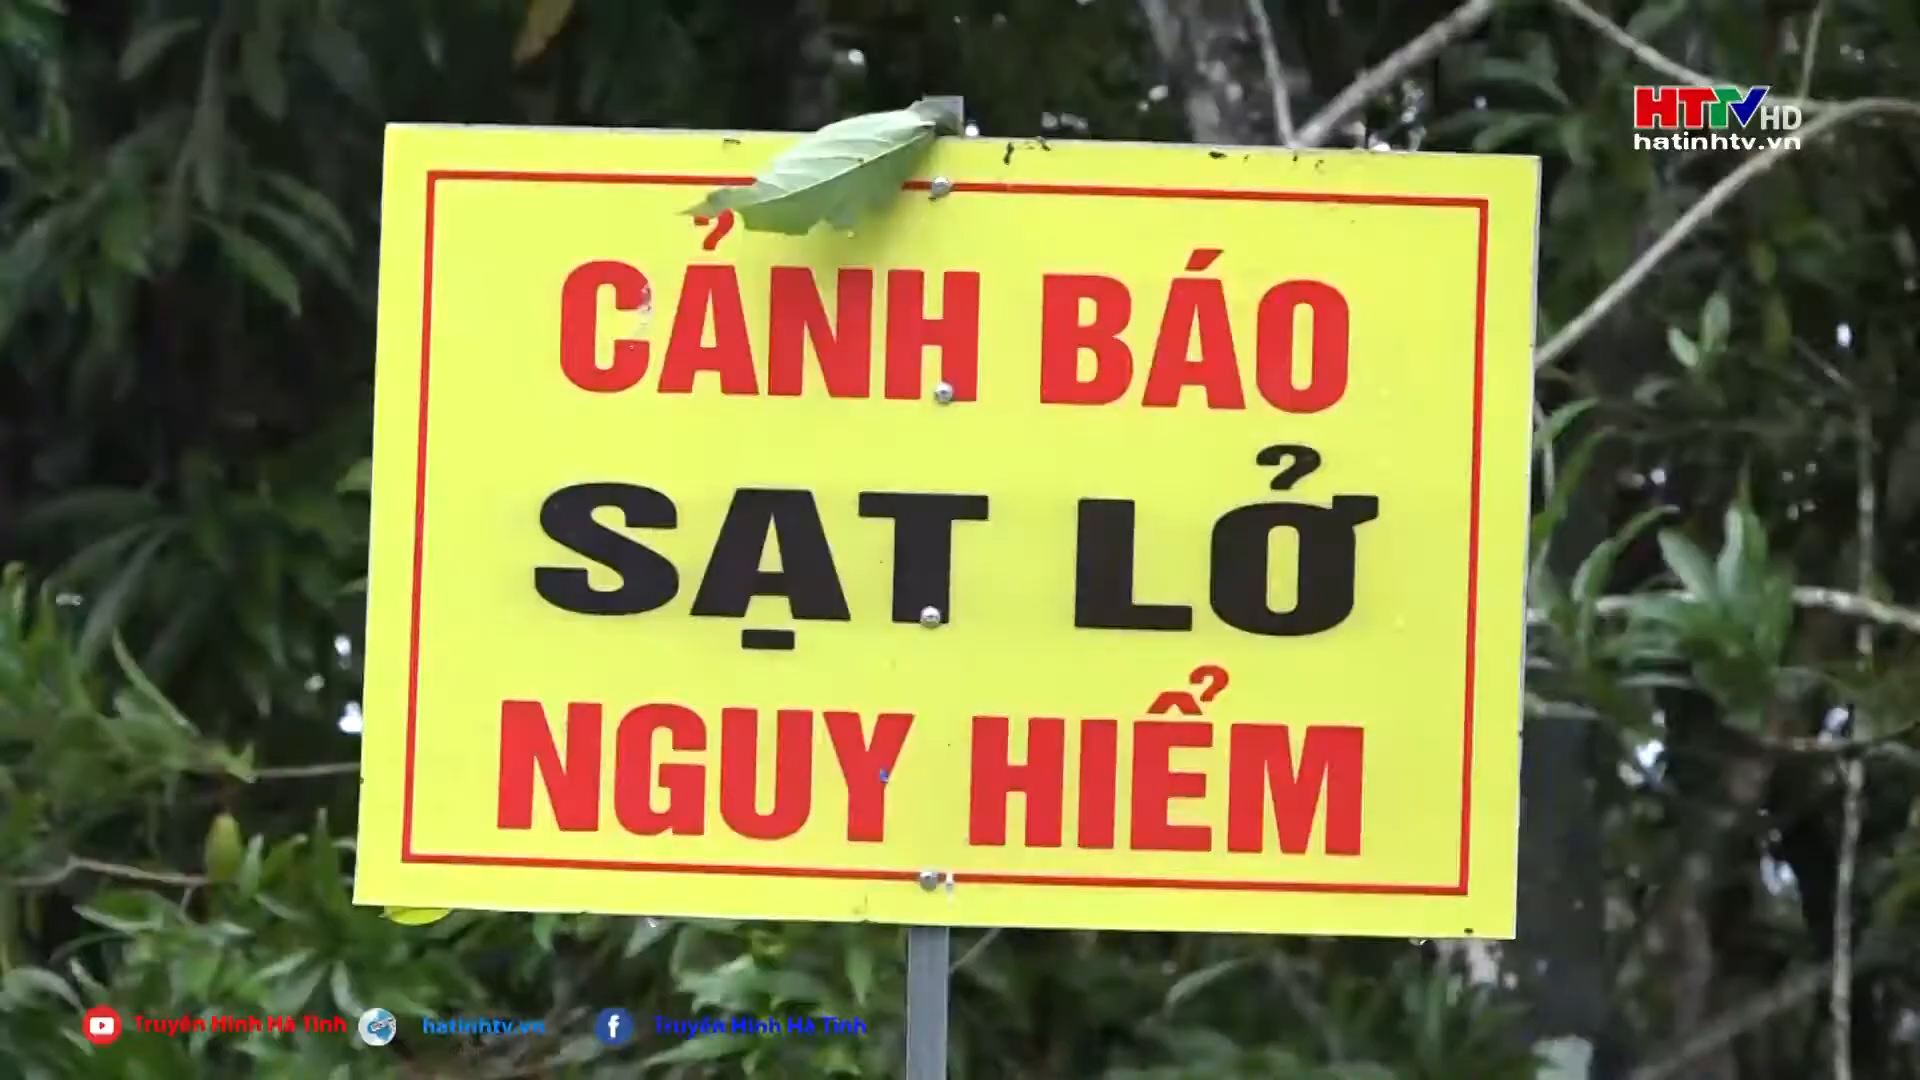 HTTV HD
hatinhtv.vn
CẢNH BÁO
SẠT LỞ
NGUY HIỂM
Truyền Hình Hà Tĩnh hatinhtv.vn Truyền Hình Hà Tĩnh